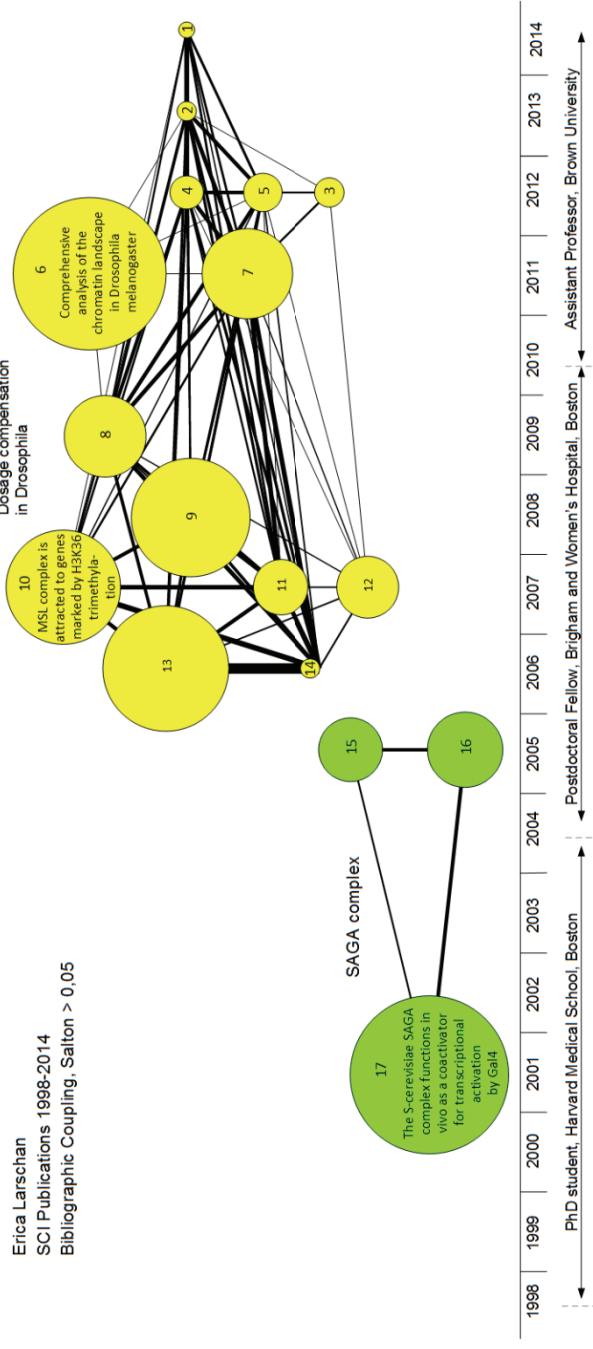 Erica Larschan
SCI Publications 1998-2014
Bibliographic Coupling, Salton > 0,05
Dosage compensation
in Drosophila
10
MSL complex is
attracted to genes
marked by H3K36
trimethyla-
tion
6
Comprehensive
analysis of the
chromatin landscape
in Drosophila
melanogaster
8
1
2
4
13
9
5
7
11
3
14
12
SAGA complex
15
16
17
The S-cerevisiae SAGA
complex functions in
vivo as a coactivator
for transcriptional
activation
by Gal4
1998 1999 2000 2001 2002 2003 2004 2005 2006 2007 2008 2009 2010 2011 2012 2013 2014
PhD student, Harvard Medical School, Boston
Postdoctoral Fellow, Brigham and Women's Hospital, Boston
Assistant Professor, Brown University